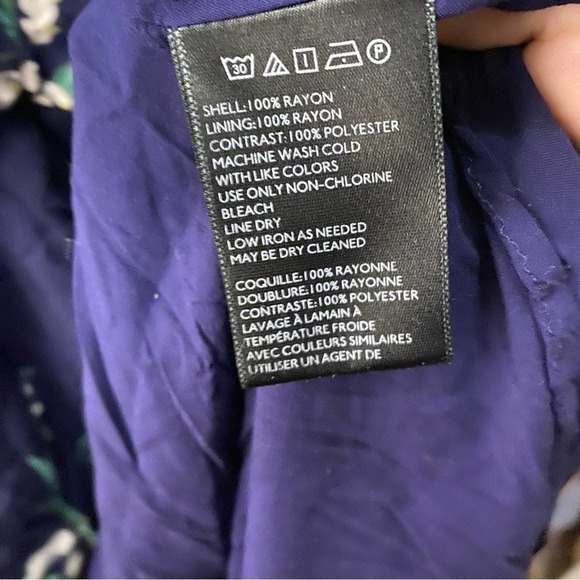 30 P
SHELL:100% RAYON
LINING:100% RAYON
CONTRAST:100% POLYESTER
MACHINE WASH COLD
WITH LIKE COLORS
USE ONLY NON-CHLORINE
BLEACH
LINE DRY
LOW IRON AS NEEDED
MAY BE DRY CLEANED
COQUILLE:100% RAYONNE
DOUBLURE:100% RAYONNE
CONTRASTE:100% POLYESTER
LAVAGE À LAMAIN À
TEMPÉRATURE FROIDE
AVEC COULEURS SIMILAIRES
UTILISER UN AGENT DE